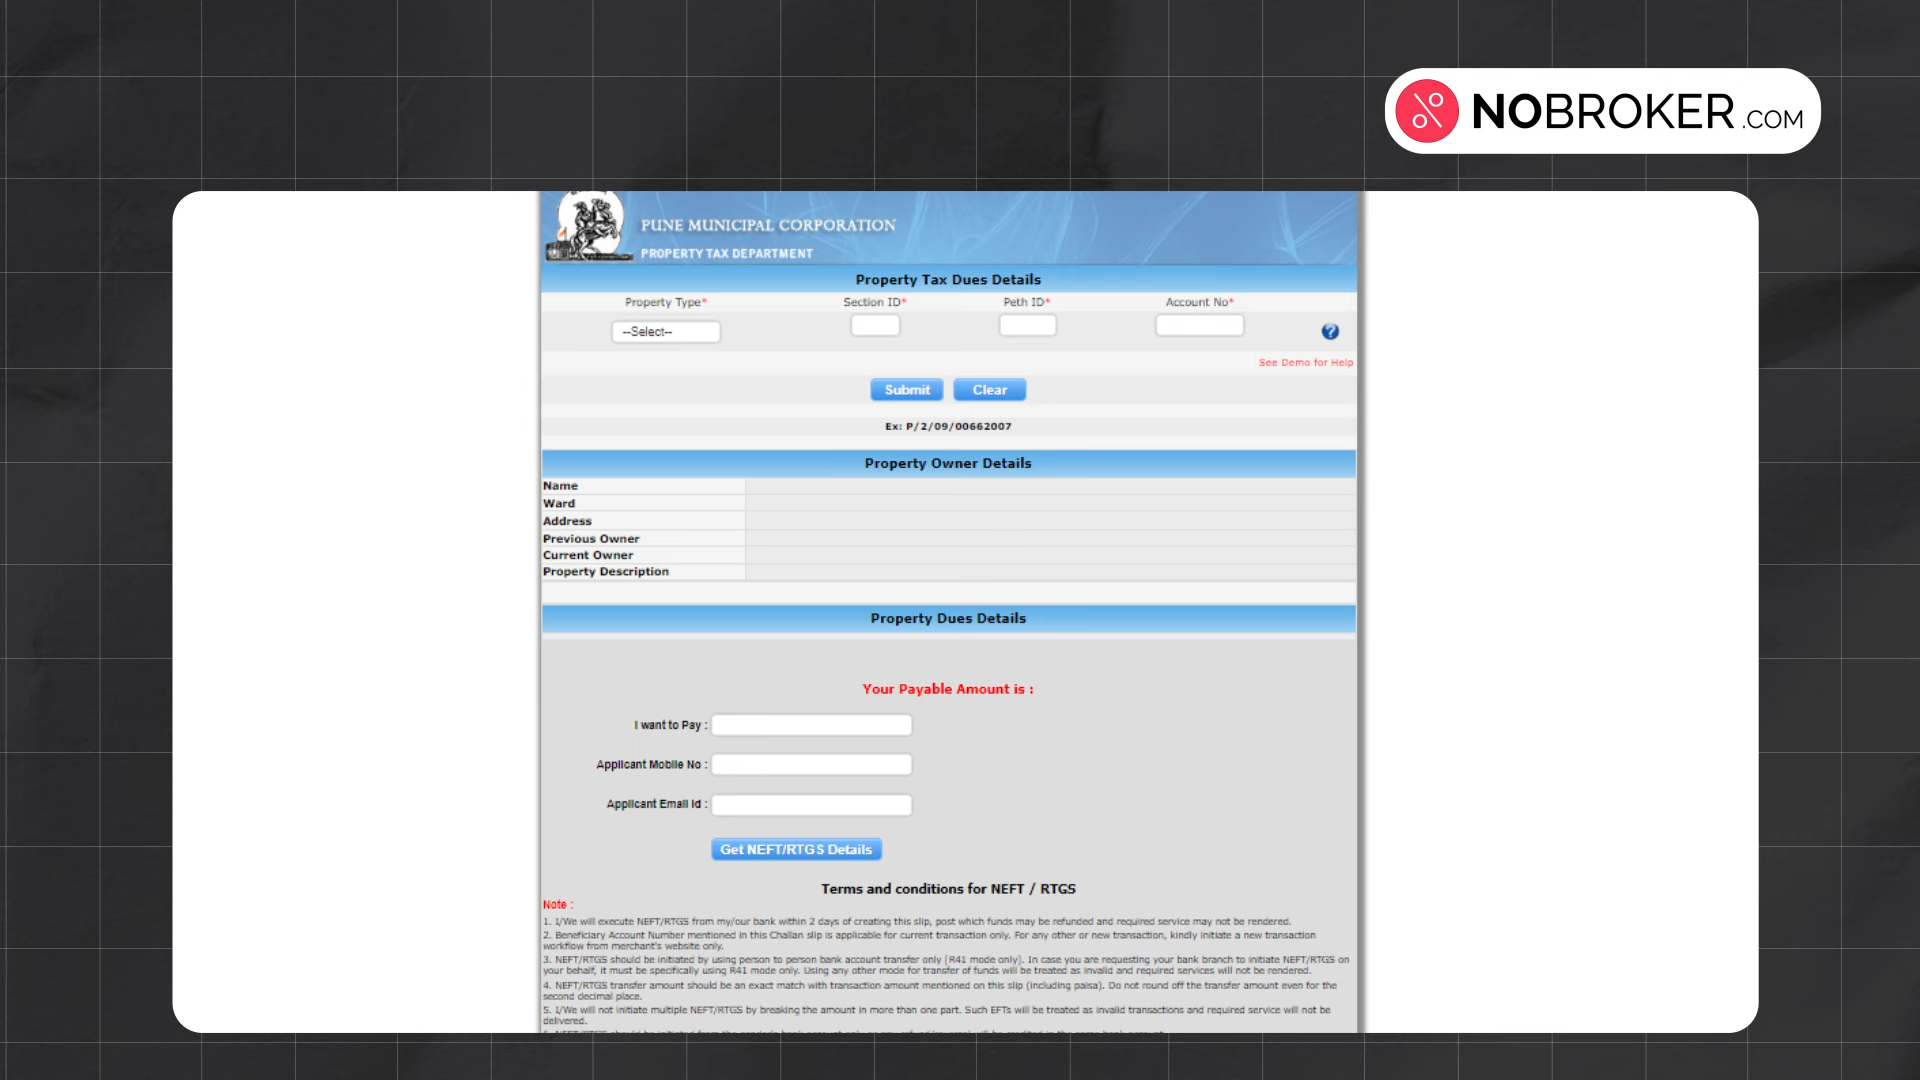 NOBROKER.COM
PUNE MUNICIPAL CORPORATION
PROPERTY TAX DEPARTMENT
Property Tax Dues Details
Property Type* Section ID* Peth ID* Account No*
--Select-- ?
See Demo for Help
Submit Clear
Ex: P/2/09/00662007
Property Owner Details
Name
Ward
Address
Previous Owner
Current Owner
Property Description
Property Dues Details
Your Payable Amount is :
I want to Pay :
Applicant Mobile No :
Applicant Email Id :
Get NEFT/RTGS Details
Terms and conditions for NEFT / RTGS
Note :
1. I/We will execute NEFT/RTGS from my/our bank within 2 days of creating this slip, post which funds may be refunded and required service may not be rendered.
2. Beneficiary Account Number mentioned in this Challan slip is applicable for current transaction only. For any other or new transaction, kindly initiate a new transaction
workflow from merchant's website only.
3. NEFT/RTGS should be initiated by using person to person bank account transfer only [R41 mode only]. In case you are requesting your bank branch to initiate NEFT/RTGS on
your behalf, it must be specifically using R41 mode only. Using any other mode for transfer of funds will be treated as invalid and required services will not be rendered.
4. NEFT/RTGS transfer amount should be an exact match with transaction amount mentioned on this slip (including paisa). Do not round off the transfer amount even for the
second decimal place.
5. I/We will not initiate multiple NEFT/RTGS by breaking the amount in more than one part. Such EFTs will be treated as invalid transactions and required service will not be
delivered.